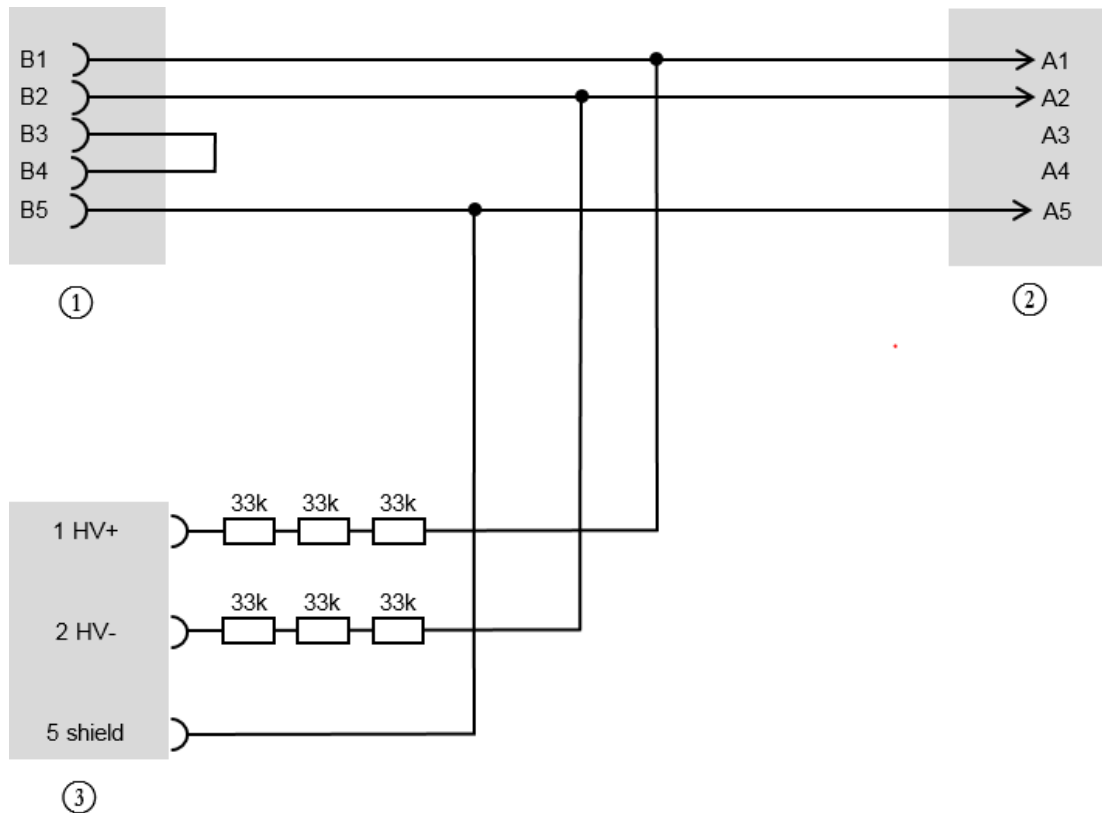 B1
A1
B2
A2
B3
A3
B4
A4
B5
A5
①
②
33k 33k 33k
1 HV+
33k 33k 33k
2 HV-
5 shield
③